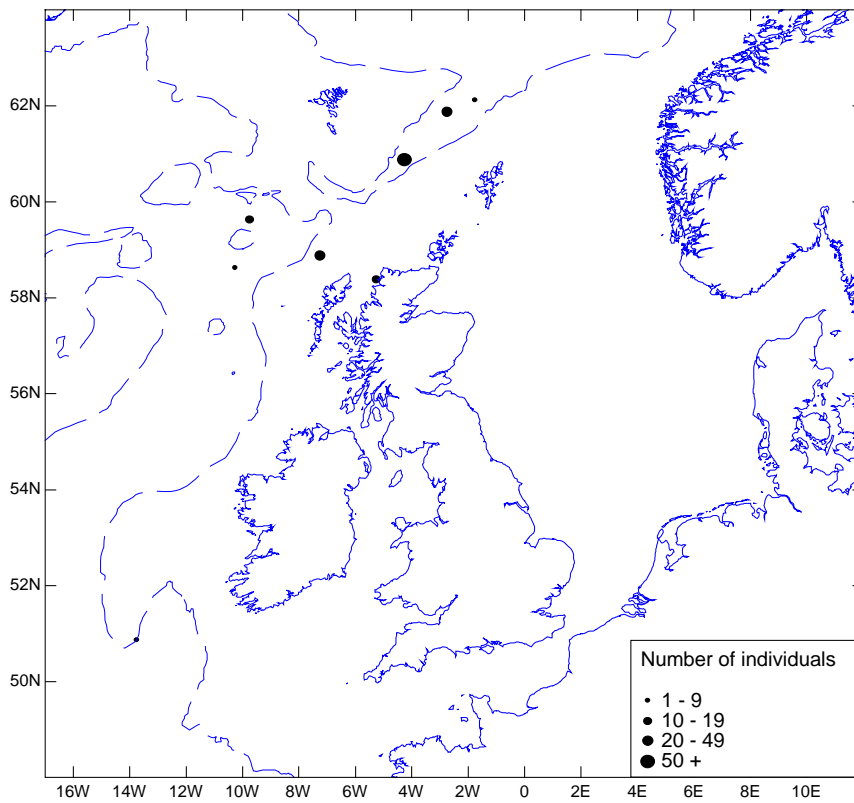 62N
60N
58N
56N
54N
52N
50N
Number of individuals
1 - 9
10 - 19
20 - 49
50 +
16W 14W 12W 10W 8W 6W 4W 2W 0 2E 4E 6E 8E 10E